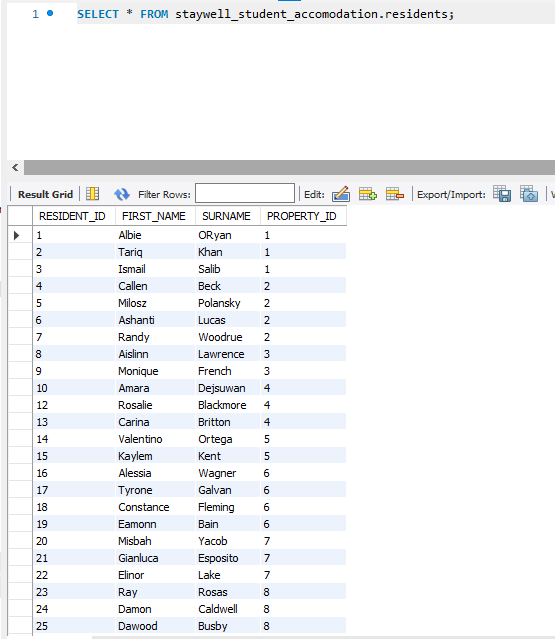 1 SELECT * FROM staywell_student_accomodation.residents;
Result Grid Filter Rows: Edit: Export/Import:
RESIDENT_ID FIRST_NAME SURNAME PROPERTY_ID
1 Albie ORyan 1
2 Tariq Khan 1
3 Ismail Salib 1
4 Callen Beck 2
5 Milosz Polansky 2
6 Ashanti Lucas 2
7 Randy Woodrue 2
8 Aislinn Lawrence 3
9 Monique French 3
10 Amara Dejsuwan 4
12 Rosalie Blackmore 4
13 Carina Britton 4
14 Valentino Ortega 5
15 Kaylem Kent 5
16 Alessia Wagner 6
17 Tyrone Galvan 6
18 Constance Fleming 6
19 Eamonn Bain 6
20 Misbah Yacob 7
21 Gianluca Esposito 7
22 Elinor Lake 7
23 Ray Rosas 8
24 Damon Caldwell 8
25 Dawood Busby 8